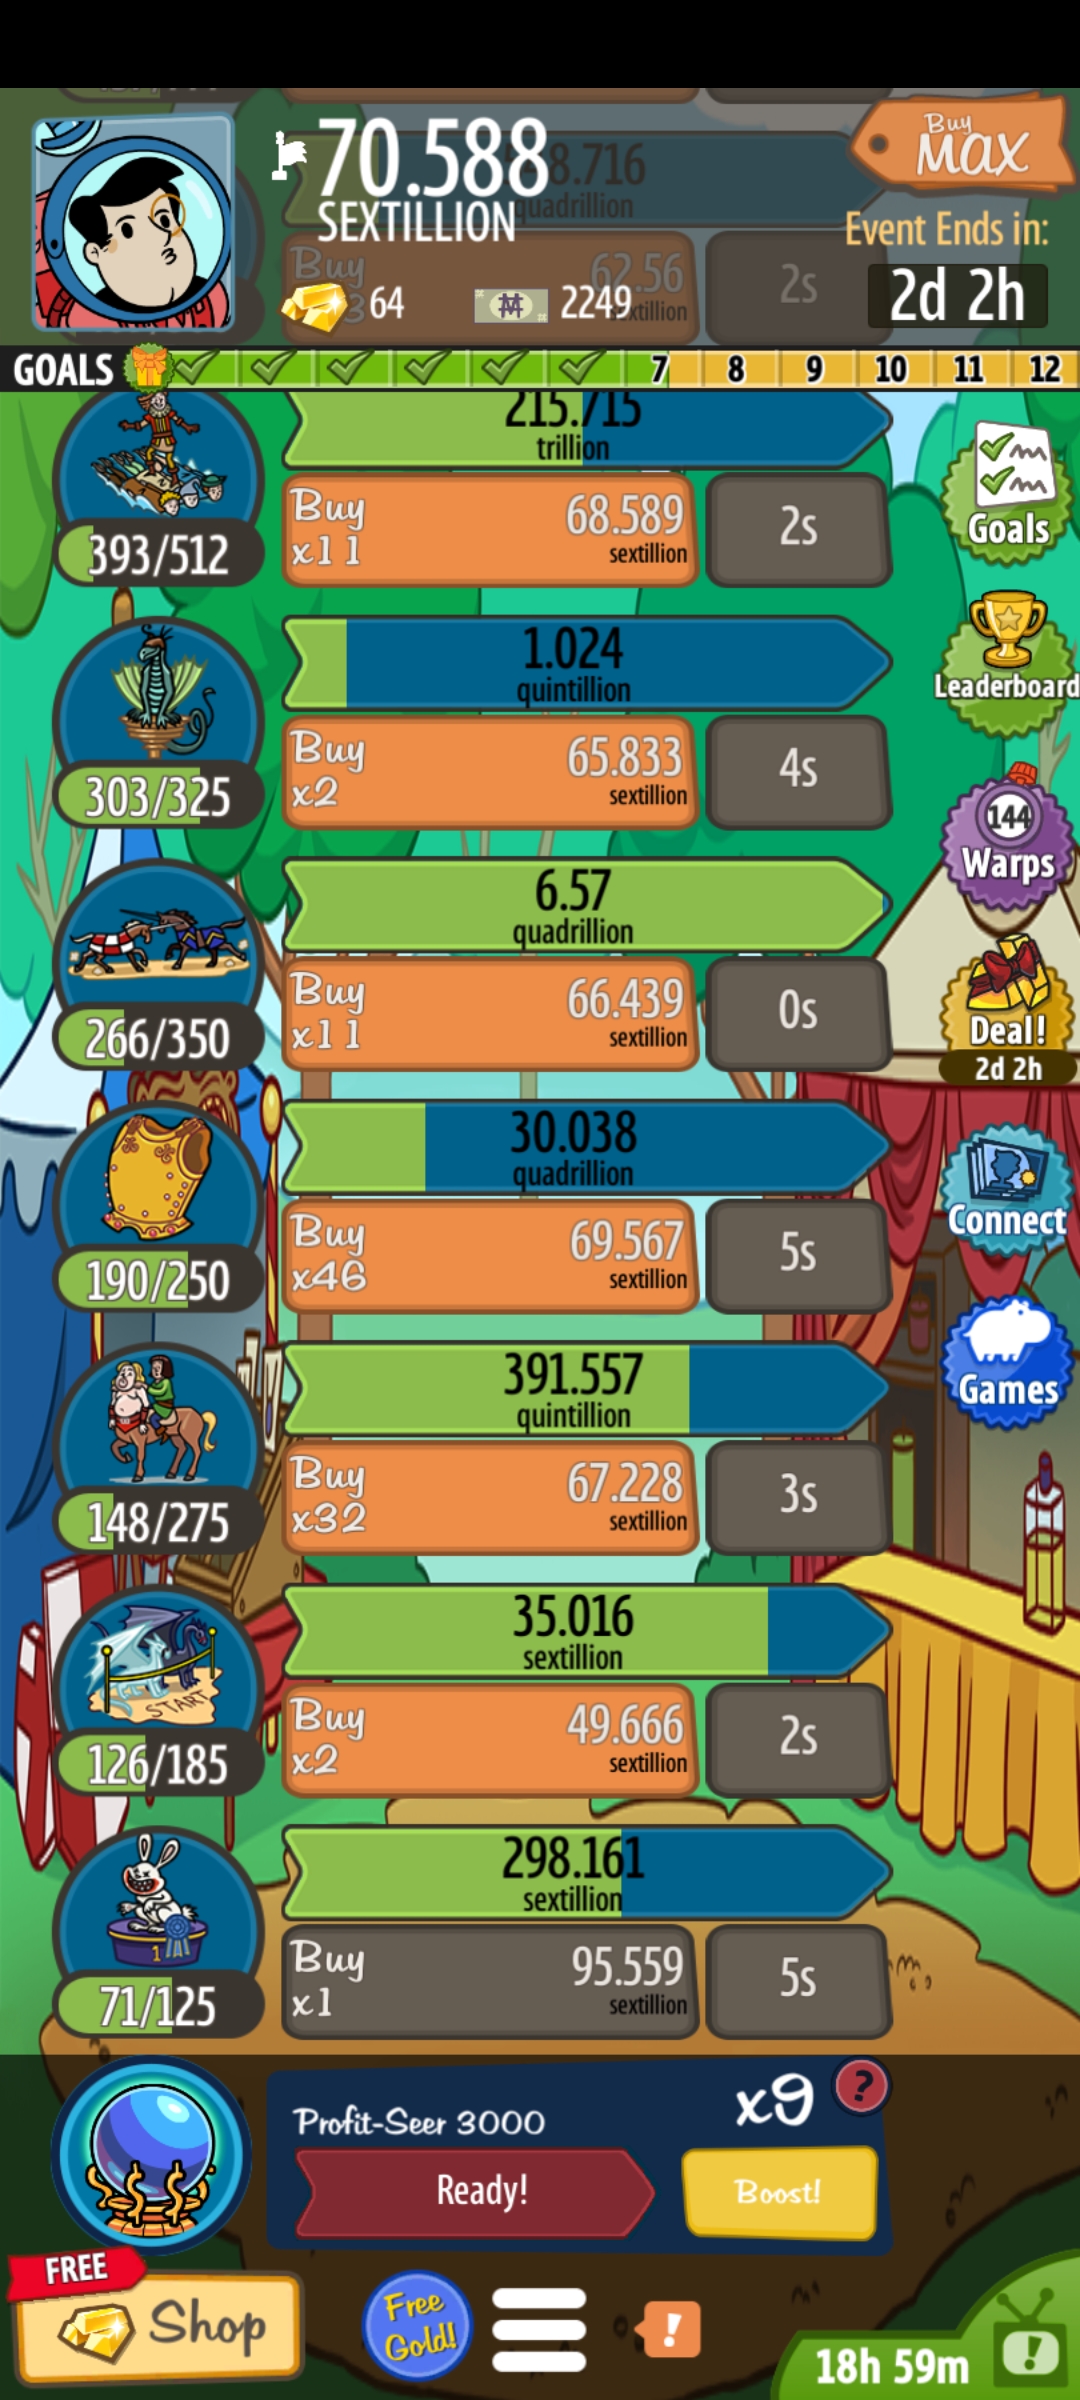 70.588
SEXTILLION
8.716
quadrillion
Buy
62.56
2s
64
2249
Buy
MAX
Event Ends in:
2d 2h
GOALS
7
8
9
10
11
12
215.715
trillion
393/512
Buy
x11
68.589
sextillion
2s
Goals
1.024
quintillion
303/325
Buy
x2
65.833
sextillion
4s
Leaderboard
144
Warps
6.57
quadrillion
266/350
Buy
x11
66.439
sextillion
0s
Deal!
2d 2h
30.038
quadrillion
190/250
Buy
x46
69.567
sextillion
5s
Connect
391.557
quintillion
148/275
Buy
x32
67.228
sextillion
3s
Games
35.016
sextillion
START
126/185
Buy
x2
49.666
sextillion
2s
298.161
sextillion
1
71/125
Buy
x1
95.559
sextillion
5s
Profit-Seer 3000
x9
?
Ready!
Boost!
FREE
Shop
Free
Gold!
!
18h 59m
!